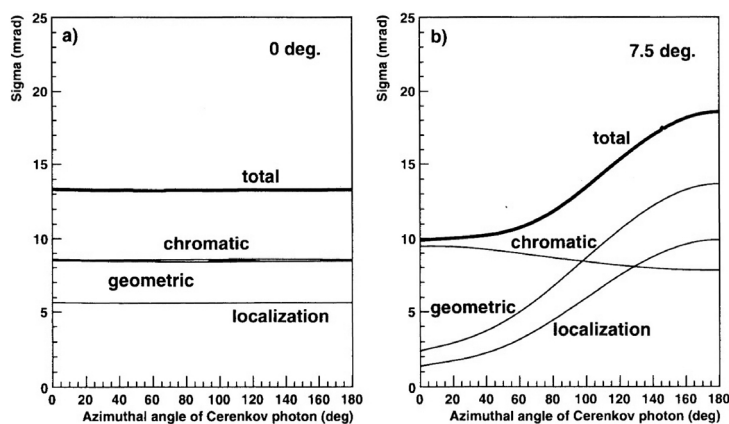 a)
0 deg.
Sigma (mrad)
25
20
15
10
5
0
total
chromatic
geometric
localization
0 20 40 60 80 100 120 140 160 180
Azimuthal angle of Cerenkov photon (deg)
b)
7.5 deg.
Sigma (mrad)
25
20
15
10
5
0
total
chromatic
geometric
localization
0 20 40 60 80 100 120 140 160 180
Azimuthal angle of Cerenkov photon (deg)